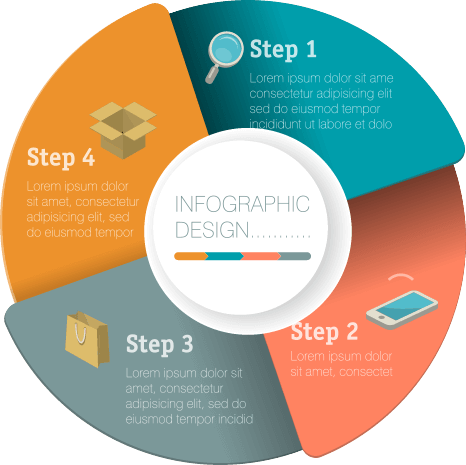 Step 1
Lorem ipsum dolor sit ame
consectetur adipisicing elit
sed do eiusmod tempor
incididunt ut labore et dolo
Step 4
Lorem ipsum dolor
sit amet, consectetur
adipisicing elit, sed
do eiusmod tempor
INFOGRAPHIC
DESIGN...........
Step 2
Lorem ipsum dolor
sit amet, consectet
Step 3
Lorem ipsum dolor sit
amet, consectetur
adipisicing elit, sed do
eiusmod tempor incidid